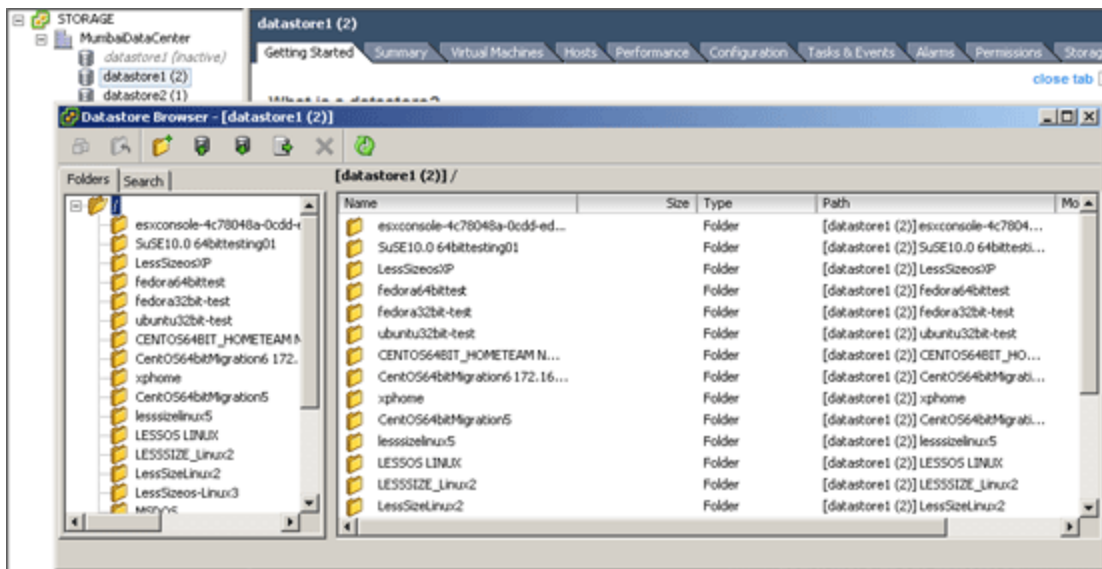 STORAGE
MumbaiDataCenter
datastore1 (inactive)
datastore1 (2)
datastore2 (1)
datastore1 (2)
Getting Started Summary Virtual Machines Hosts Performance Configuration Tasks & Events Alarms Permissions Storag
close tab
What is a datastore?
Datastore Browser - [datastore1 (2)]
Folders Search
/
esxconsole-4c78048a-0cdd-e
SuSE10.0 64bittesting01
LessSizeosXP
fedora64bittest
fedora32bit-test
ubuntu32bit-test
CENTOS64BIT_HOMETEAM N
CentOS64bitMigration6 172.
xphome
CentOS64bitMigration5
lesssizelinux5
LESSOS LINUX
LESSSIZE_Linux2
LessSizeLinux2
LessSizeos-Linux3
MSDOS
[datastore1 (2)] /
Name Size Type Path Mo
esxconsole-4c78048a-0cdd-ed... Folder [datastore1 (2)] esxconsole-4c7804...
SuSE10.0 64bittesting01 Folder [datastore1 (2)] SuSE10.0 64bittesti...
LessSizeosXP Folder [datastore1 (2)] LessSizeosXP
fedora64bittest Folder [datastore1 (2)] fedora64bittest
fedora32bit-test Folder [datastore1 (2)] fedora32bit-test
ubuntu32bit-test Folder [datastore1 (2)] ubuntu32bit-test
CENTOS64BIT_HOMETEAM N... Folder [datastore1 (2)] CENTOS64BIT_HO...
CentOS64bitMigration6 172.16... Folder [datastore1 (2)] CentOS64bitMigrati...
xphome Folder [datastore1 (2)] xphome
CentOS64bitMigration5 Folder [datastore1 (2)] CentOS64bitMigrati...
lesssizelinux5 Folder [datastore1 (2)] lesssizelinux5
LESSOS LINUX Folder [datastore1 (2)] LESSOS LINUX
LESSSIZE_Linux2 Folder [datastore1 (2)] LESSSIZE_Linux2
LessSizeLinux2 Folder [datastore1 (2)] LessSizeLinux2